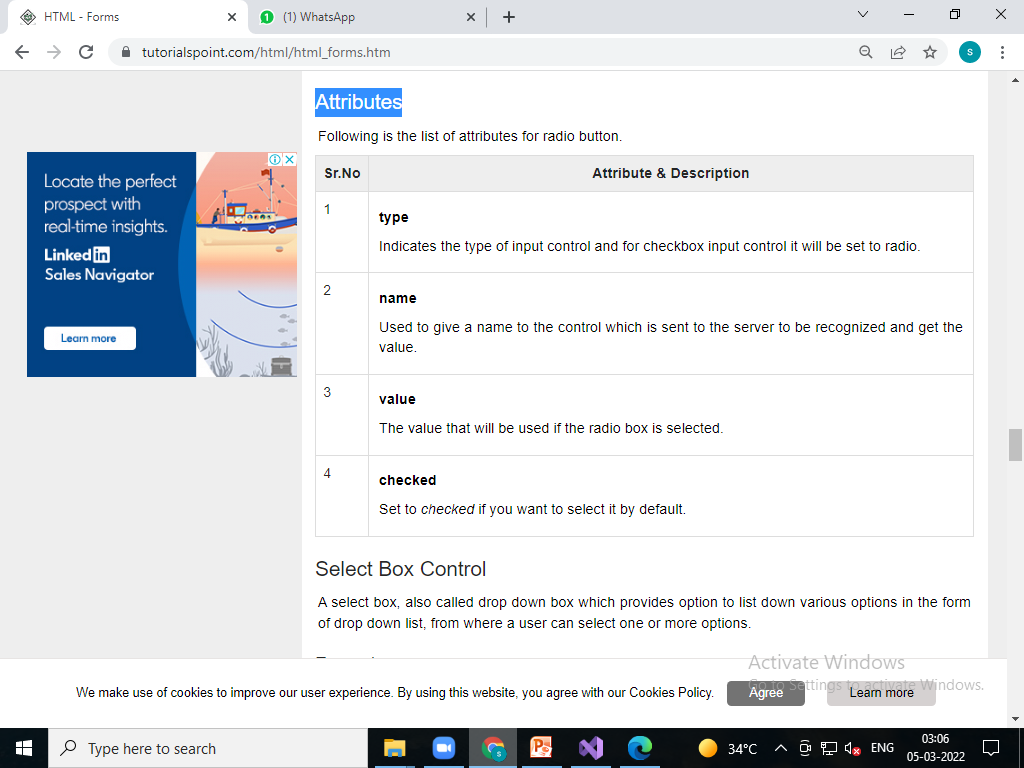 HTML - Forms
1 (1) WhatsApp
tutorialspoint.com/html/html_forms.htm
s
Attributes
Following is the list of attributes for radio button.
Sr.No Attribute & Description
1 type
Indicates the type of input control and for checkbox input control it will be set to radio.
2 name
Used to give a name to the control which is sent to the server to be recognized and get the
value.
3 value
The value that will be used if the radio box is selected.
4 checked
Set to checked if you want to select it by default.
Locate the perfect
prospect with
real-time insights.
Linked in
Sales Navigator
Learn more
Select Box Control
A select box, also called drop down box which provides option to list down various options in the form
of drop down list, from where a user can select one or more options.
Activate Windows
Go to Settings to activate Windows.
We make use of cookies to improve our user experience. By using this website, you agree with our Cookies Policy.
Agree
Learn more
Type here to search
34°C
ENG
03:06
05-03-2022